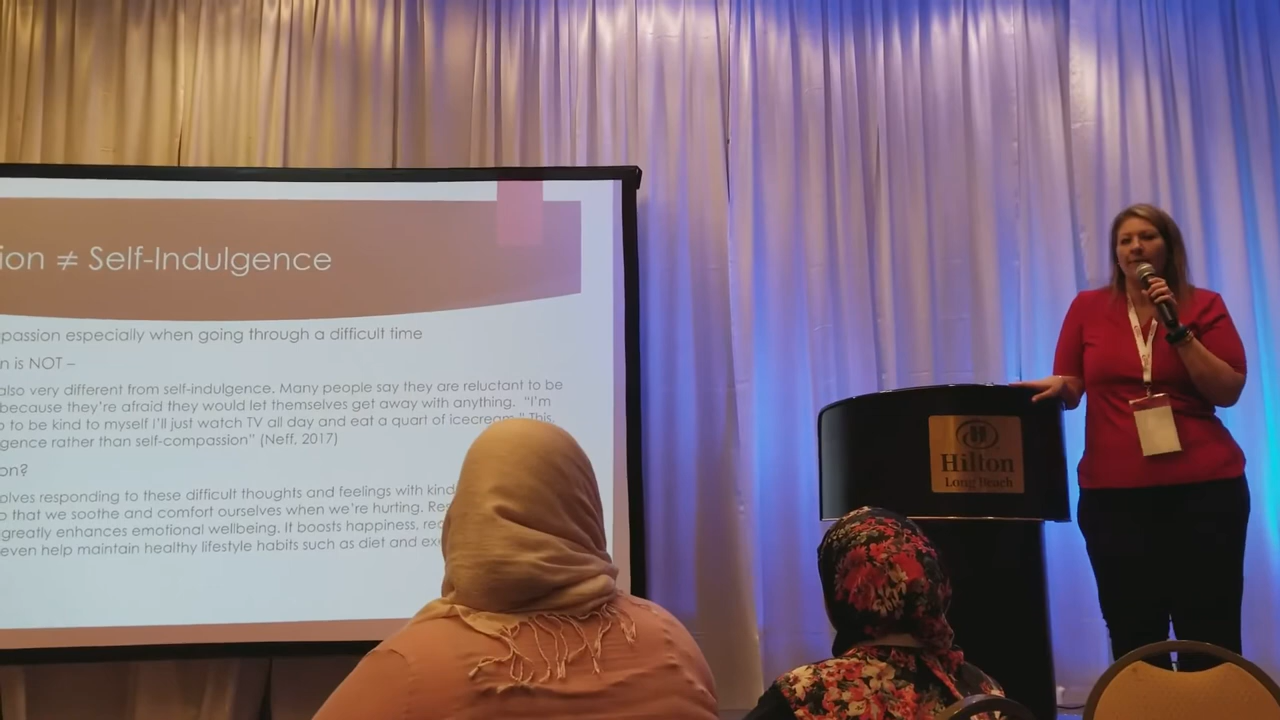 ion ≠ Self-Indulgence
passion especially when going through a difficult time
n is NOT –
also very different from self-indulgence. Many people say they are reluctant to be
because they're afraid they would let themselves get away with anything. "I'm
o to be kind to myself I'll just watch TV all day and eat a quart of icecream." This,
gence rather than self-compassion" (Neff, 2017)
on?
olves responding to these difficult thoughts and feelings with kind
o that we soothe and comfort ourselves when we're hurting. Res
greatly enhances emotional wellbeing. It boosts happiness, red
even help maintain healthy lifestyle habits such as diet and exe
H
Hilton
Long Beach